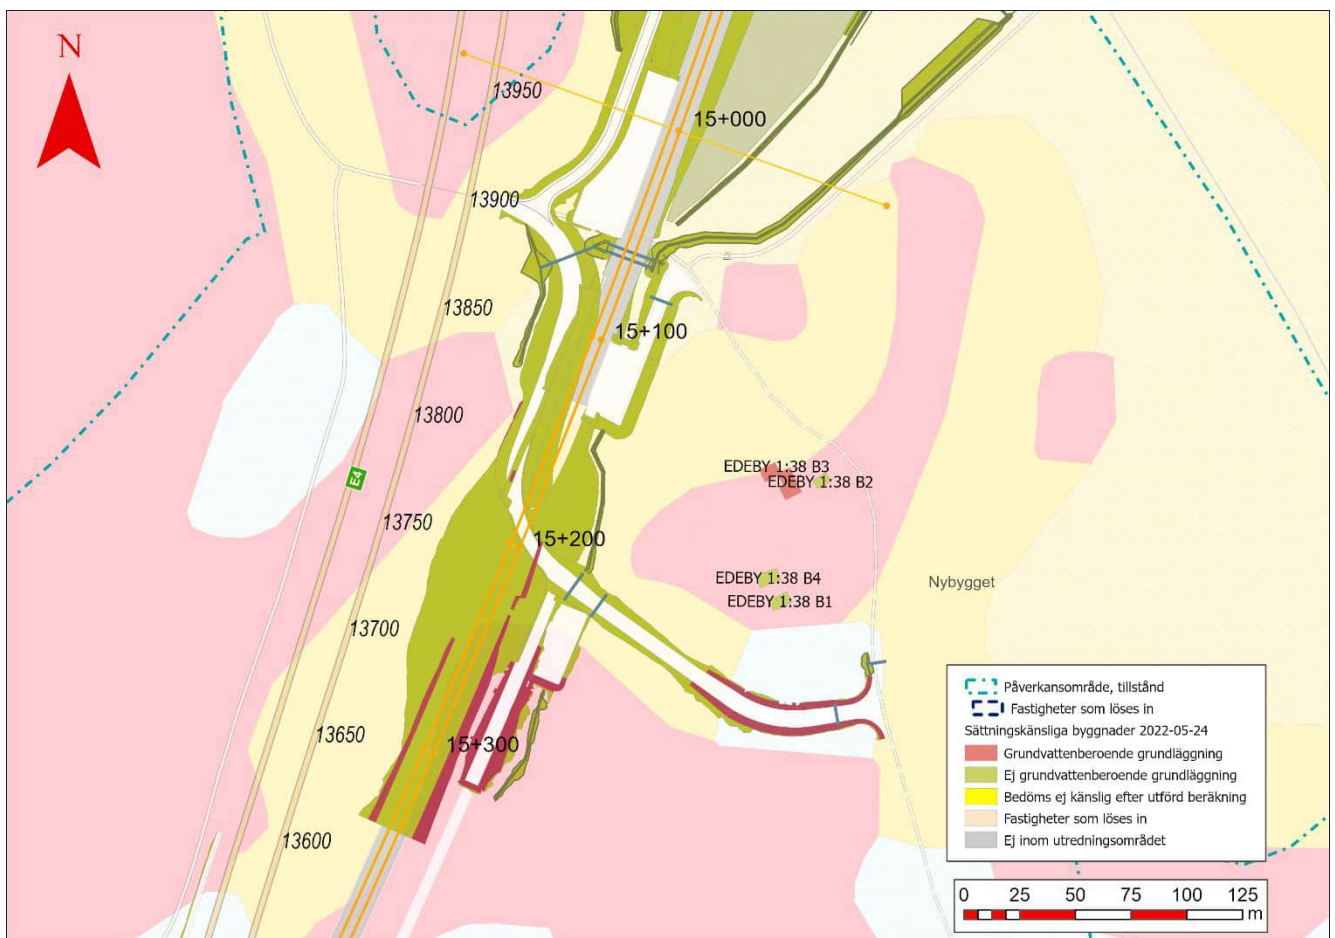 N
13950
15+000
13900
13850
15+100
13800
EDEBY 1:38 B3
EDEBY 1:38 B2
E4
13750
15+200
EDEBY 1:38 B4
Nybygget
EDEBY 1:38 B1
13700
13650
15+300
13600
Påverkansområde, tillstånd
Fastigheter som löses in
Sättningskänsliga byggnader 2022-05-24
Grundvattenberoende grundläggning
Ej grundvattenberoende grundläggning
Bedöms ej känslig efter utförd beräkning
Fastigheter som löses in
Ej inom utredningsområdet
0 25 50 75 100 125
m